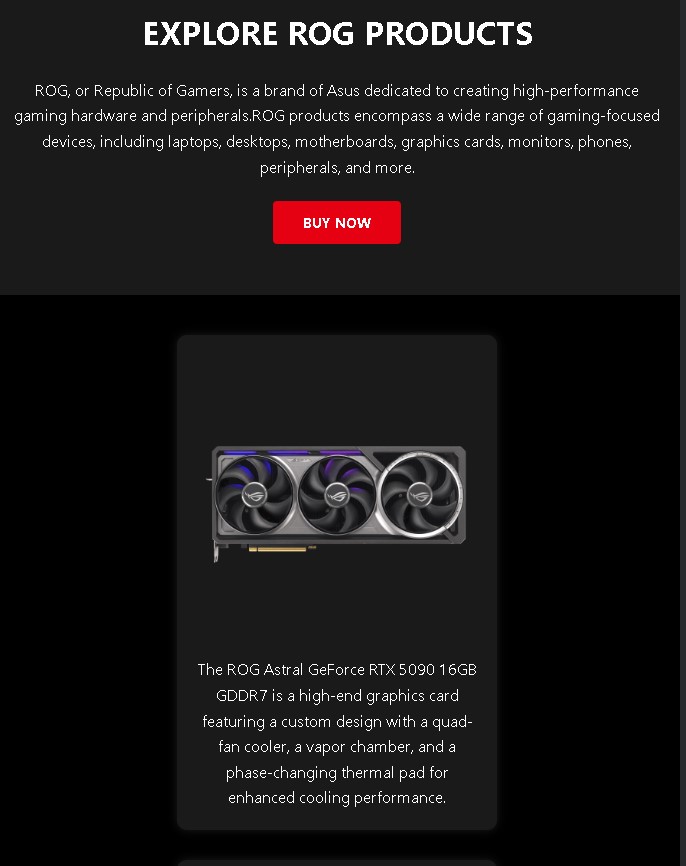 EXPLORE ROG PRODUCTS
ROG, or Republic of Gamers, is a brand of Asus dedicated to creating high-performance
gaming hardware and peripherals.ROG products encompass a wide range of gaming-focused
devices, including laptops, desktops, motherboards, graphics cards, monitors, phones,
peripherals, and more.
BUY NOW
The ROG Astral GeForce RTX 5090 16GB
GDDR7 is a high-end graphics card
featuring a custom design with a quad-
fan cooler, a vapor chamber, and a
phase-changing thermal pad for
enhanced cooling performance.